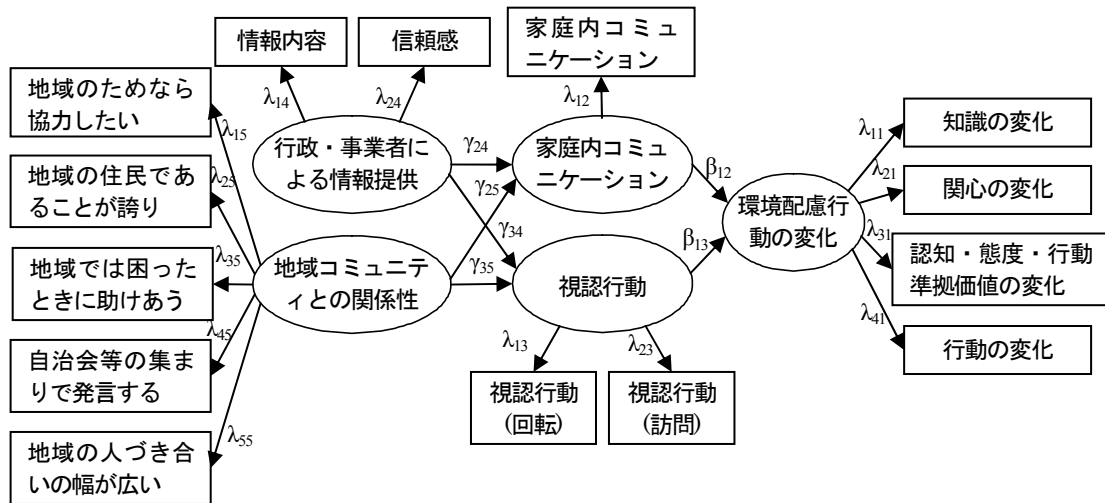 情報内容
信頼感
家庭内コミュ
ニケーション
地域のためなら
協力したい
地域の住民であ
ることが誇り
地域では困った
ときに助けあう
自治会等の集ま
りで発言する
地域の人づき合
いの幅が広い
λ14
λ24
λ12
λ15
λ25
λ35
λ45
λ55
行政・事業者に
よる情報提供
地域コミュニテ
ィとの関係性
γ24
γ25
γ34
γ35
家庭内コミュ
ニケーション
視認行動
λ13
λ23
視認行動
(回転)
視認行動
(訪問)
β12
β13
環境配慮行
動の変化
λ11
λ21
λ31
λ41
知識の変化
関心の変化
認知・態度・行動
準拠価値の変化
行動の変化